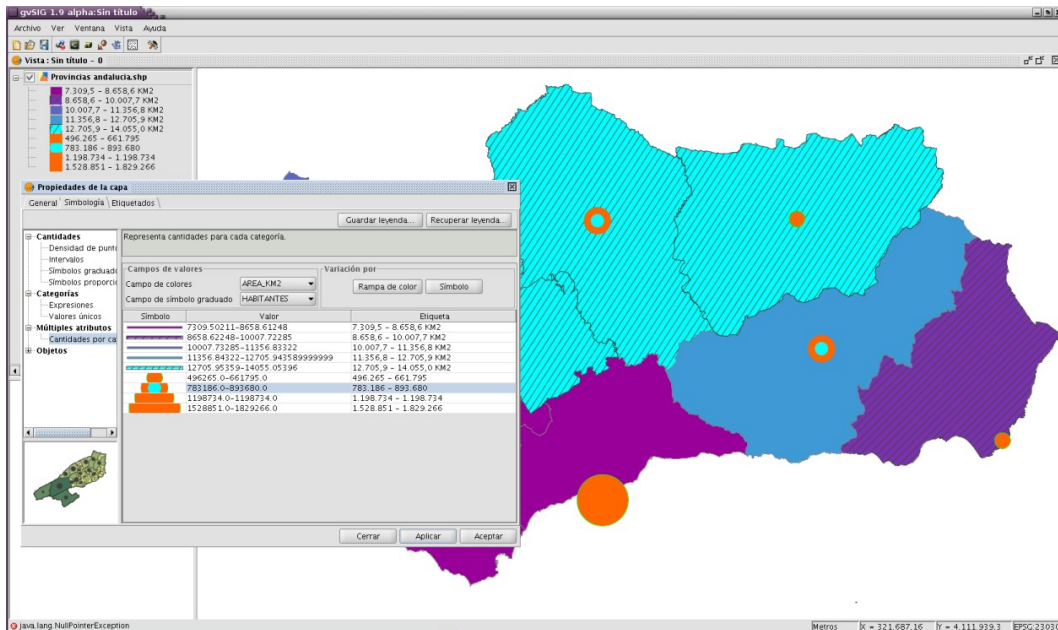 gvSIG 1.9 alpha:Sin título
Archivo Ver Ventana Vista Ayuda
Vista : Sin título - 0
Provincias andalucia.shp
7.309,5 - 8.658,6 KM2
8.658,6 - 10.007,7 KM2
10.007,7 - 11.356,8 KM2
11.356,8 - 12.705,9 KM2
12.705,9 - 14.055,0 KM2
496.265 - 661.795
783.186 - 893.680
1.198.734 - 1.198.734
1.528.851 - 1.829.266
Propiedades de la capa
General Simbología Etiquetados
Guardar leyenda... Recuperar leyenda...
Cantidades
Densidad de punt
Intervalos
Símbolos graduad
Símbolos proporci
Categorías
Expresiones
Valores únicos
Múltiples atributos
Cantidades por ca
Objetos
Representa cantidades para cada categoría.
Campos de valores
Campo de colores AREA_KM2
Campo de símbolo graduado HABITANTES
Variación por
Rampa de color Símbolo
Símbolo Valor Etiqueta
7309.50211-8658.61248 7.309,5 - 8.658,6 KM2
8658.62248-10007.72285 8.658,6 - 10.007,7 KM2
10007.73285-11356.83322 10.007,7 - 11.356,8 KM2
11356.84322-12705.943589999999 11.356,8 - 12.705,9 KM2
12705.95359-14055.05396 12.705,9 - 14.055,0 KM2
496265.0-661795.0 496.265 - 661.795
783186.0-893680.0 783.186 - 893.680
1198734.0-1198734.0 1.198.734 - 1.198.734
1528851.0-1829266.0 1.528.851 - 1.829.266
Cerrar Aplicar Aceptar
java.lang.NullPointerException
Metros X = 321.687,16 Y = 4.111.939,3 EPSG:23030